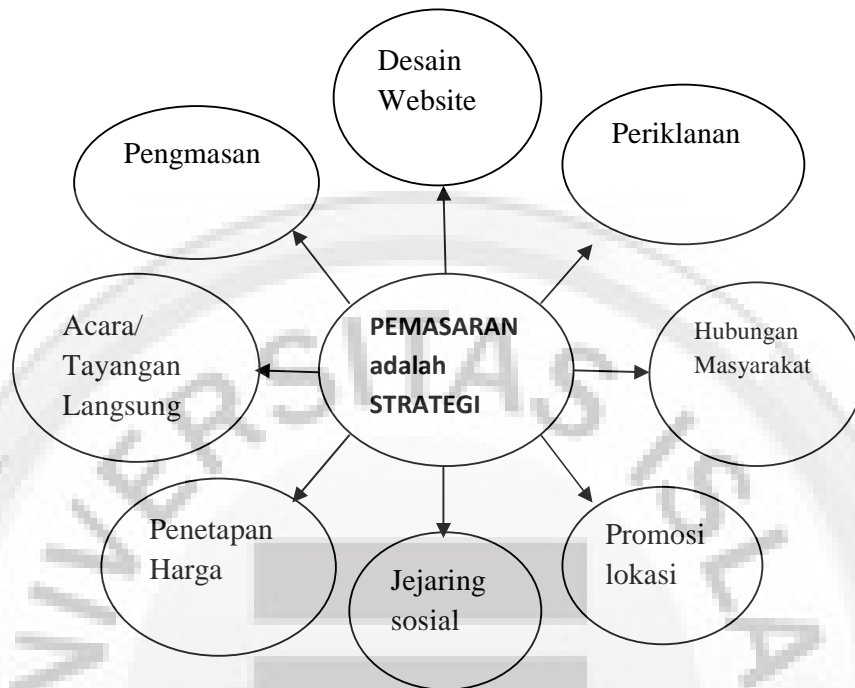 Desain
Website
Periklanan
Pengmasan
PEMASARAN
adalah
STRATEGI
Hubungan
Masyarakat
Acara/
Tayangan
Langsung
Penetapan
Harga
Jejaring
sosial
Promosi
lokasi